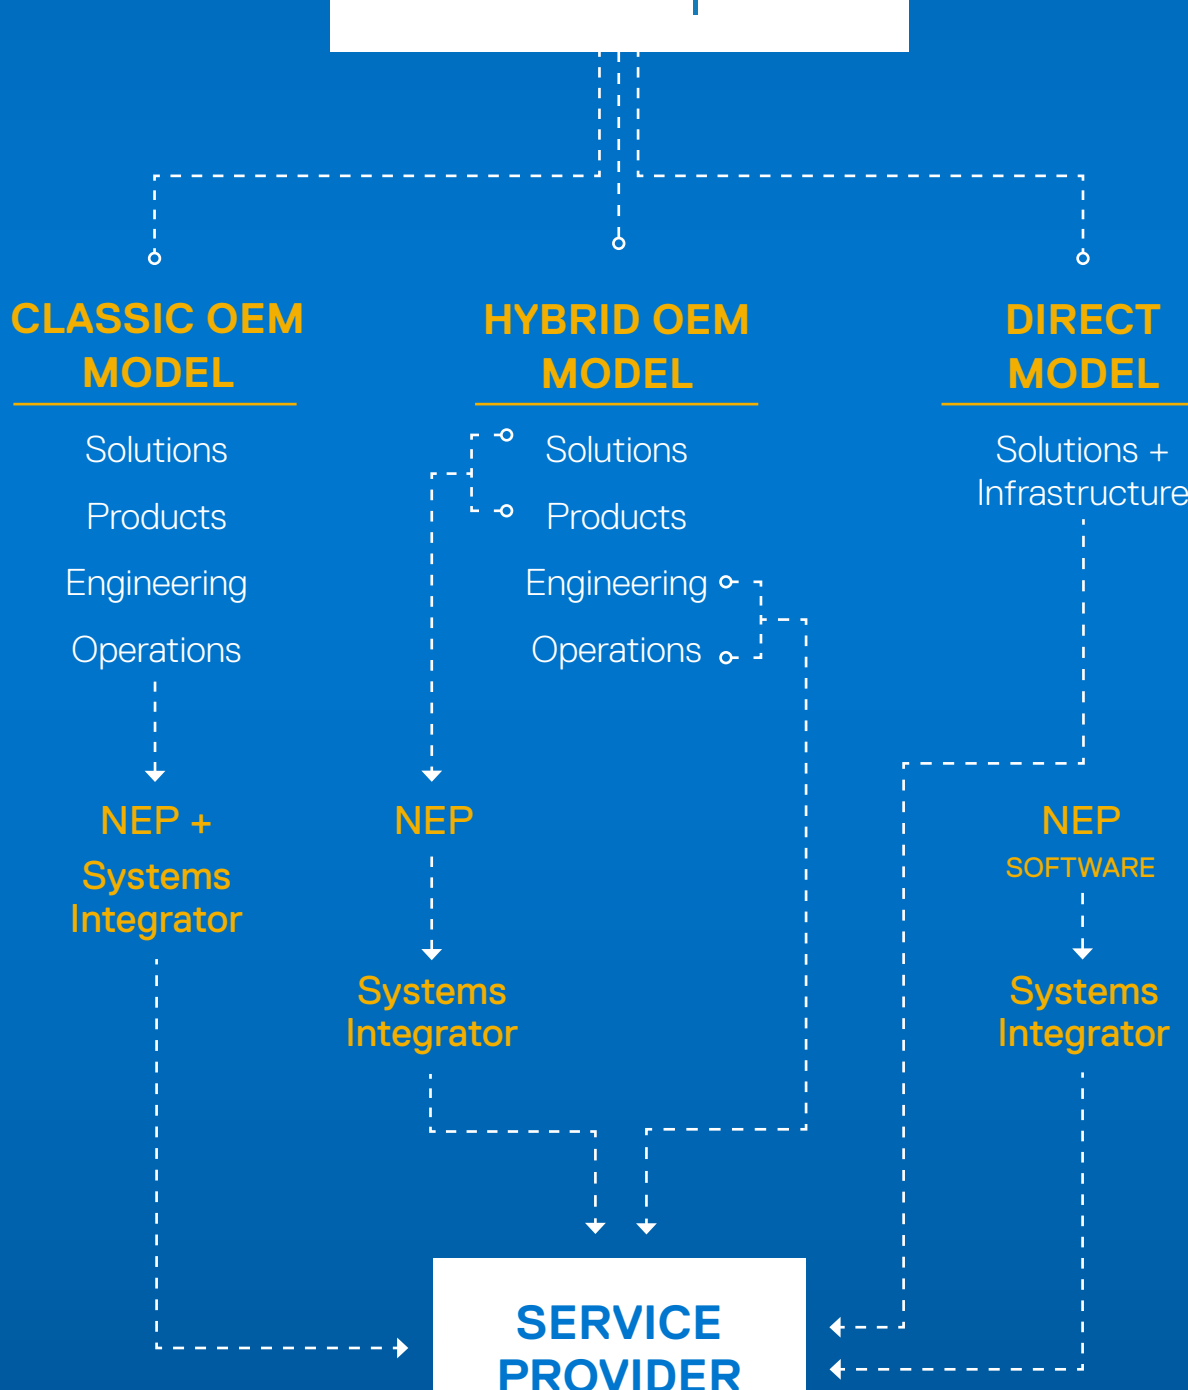 CLASSIC OEM
MODEL
Solutions
Products
Engineering
Operations
NEP +
Systems
Integrator
HYBRID OEM
MODEL
Solutions
Products
Engineering
Operations
NEP
Systems
Integrator
DIRECT
MODEL
Solutions +
Infrastructure
NEP
SOFTWARE
Systems
Integrator
SERVICE
PROVIDER